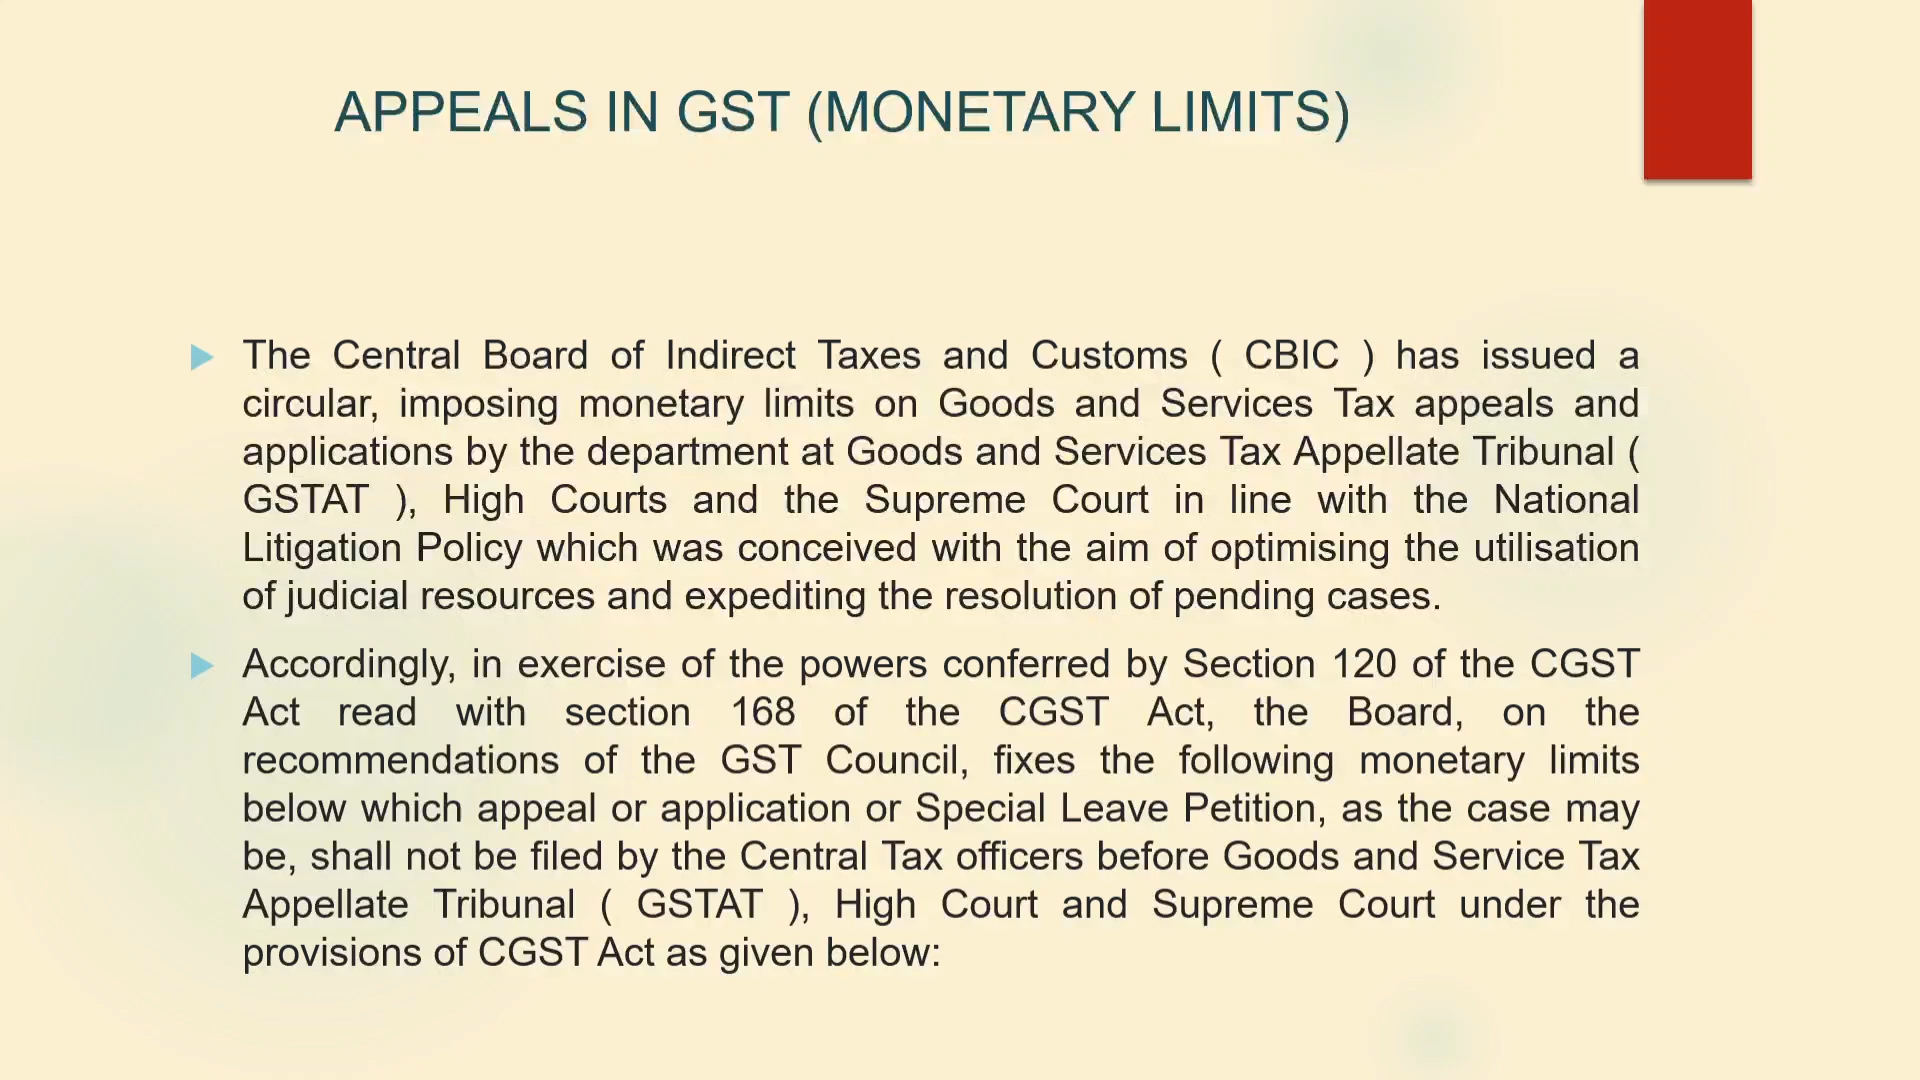 APPEALS IN GST (MONETARY LIMITS)
The Central Board of Indirect Taxes and Customs ( CBIC ) has issued a
circular, imposing monetary limits on Goods and Services Tax appeals and
applications by the department at Goods and Services Tax Appellate Tribunal (
GSTAT ), High Courts and the Supreme Court in line with the National
Litigation Policy which was conceived with the aim of optimising the utilisation
of judicial resources and expediting the resolution of pending cases.
Accordingly, in exercise of the powers conferred by Section 120 of the CGST
Act read with section 168 of the CGST Act, the Board, on the
recommendations of the GST Council, fixes the following monetary limits
below which appeal or application or Special Leave Petition, as the case may
be, shall not be filed by the Central Tax officers before Goods and Service Tax
Appellate Tribunal ( GSTAT ), High Court and Supreme Court under the
provisions of CGST Act as given below: